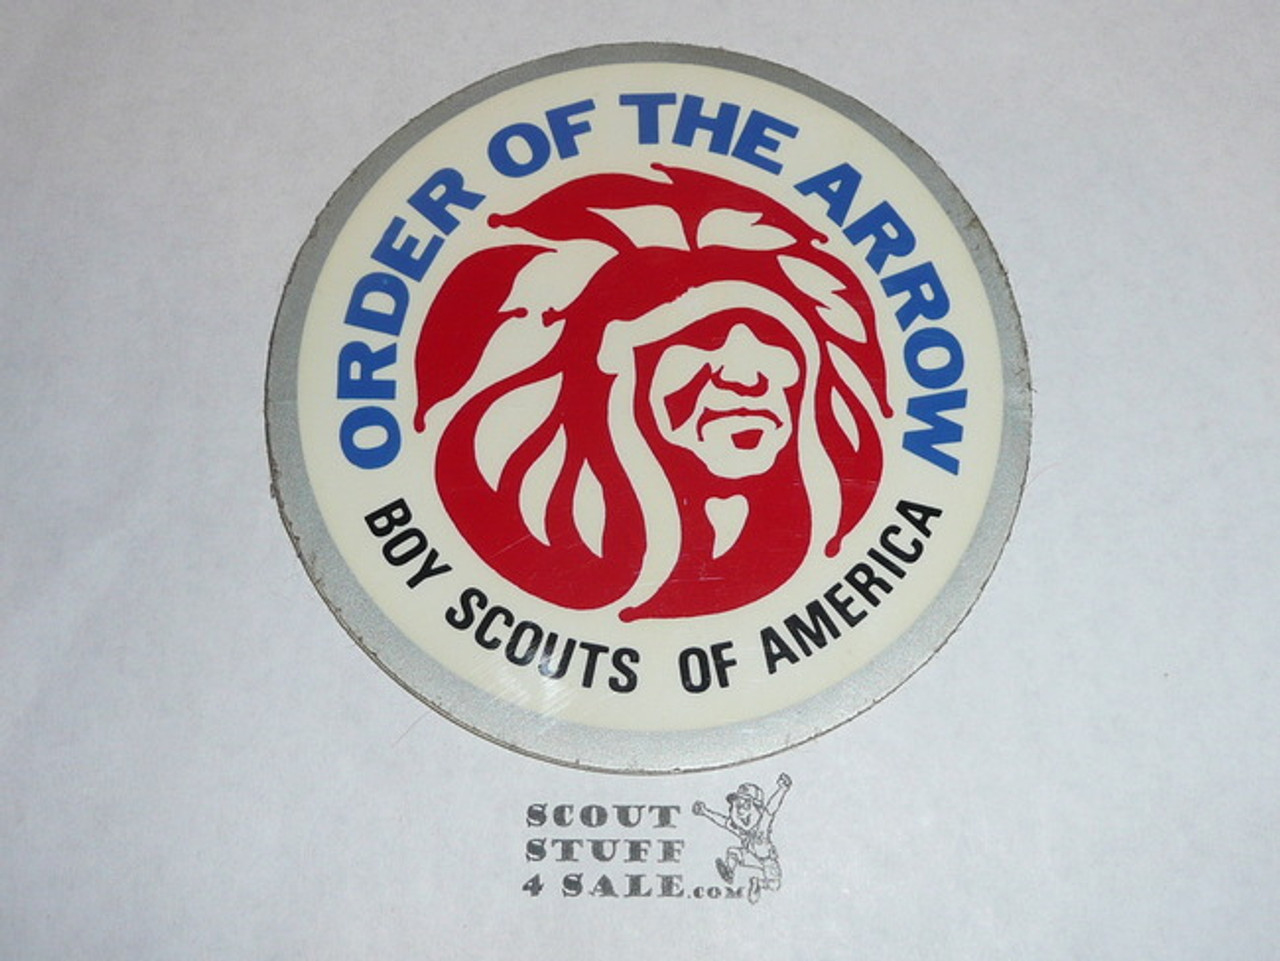 ORDER OF THE ARROW
BOY SCOUTS OF AMERICA
SCOUT
STUFF
4 SALE.COM